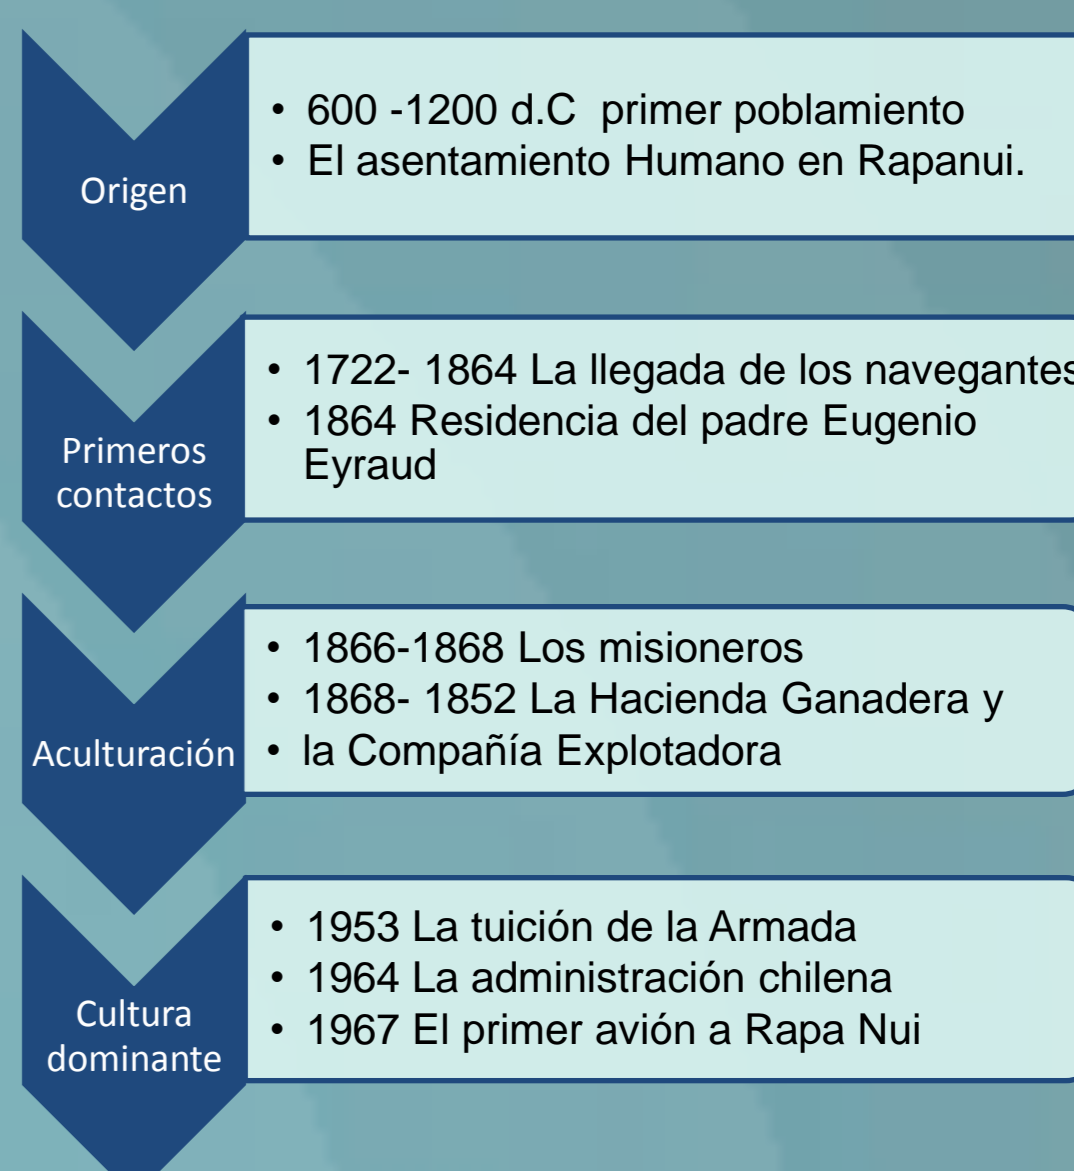 Origen
• 600 -1200 d.C primer poblamiento
• El asentamiento Humano en Rapanui.
Primeros
contactos
• 1722- 1864 La llegada de los navegantes
• 1864 Residencia del padre Eugenio
Eyraud
Aculturación
• 1866-1868 Los misioneros
• 1868- 1852 La Hacienda Ganadera y
• la Compañía Explotadora
Cultura
dominante
• 1953 La tuición de la Armada
• 1964 La administración chilena
• 1967 El primer avión a Rapa Nui